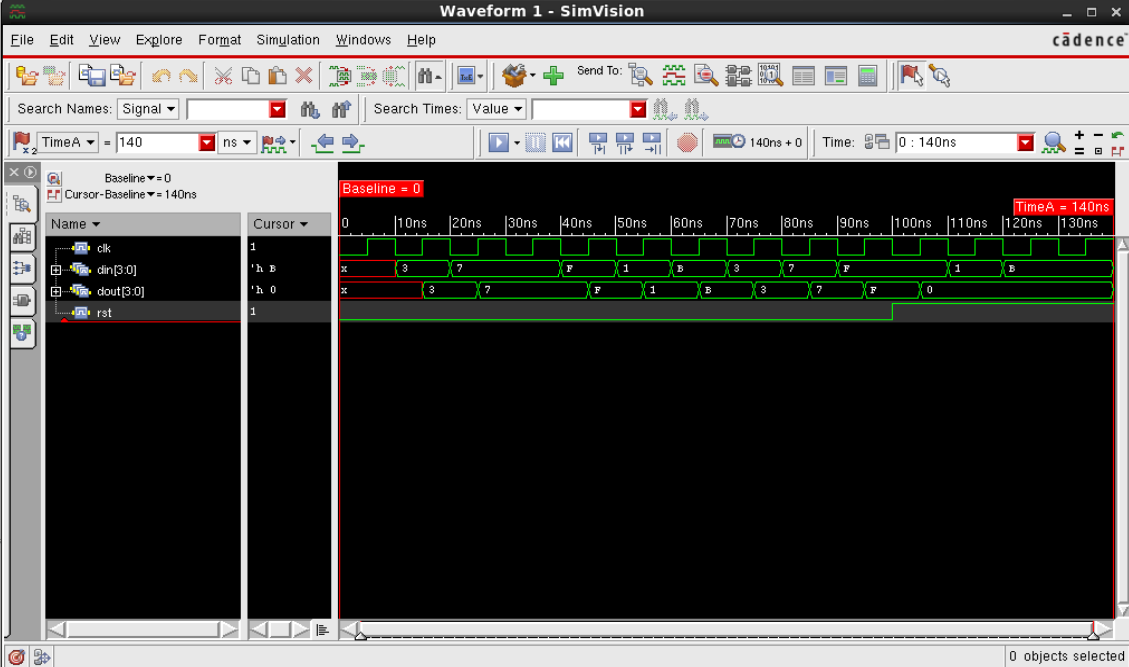 Waveform 1 - SimVision
File Edit View Explore Format Simulation Windows Help
cādence
Send To:
Search Names: Signal Search Times: Value
TimeA = 140 ns 140ns + 0 Time: 0 : 140ns
Baseline = 0
Cursor-Baseline = 140ns
Baseline = 0
TimeA = 140ns
Name Cursor 0 10ns 20ns 30ns 40ns 50ns 60ns 70ns 80ns 90ns 100ns 110ns 120ns 130ns
clk 1
din[3:0] 'h B x 3 7 F 1 B 3 7 F 1 B
dout[3:0] 'h 0 x 3 7 F 1 B 3 7 F 0
rst 1
0 objects selected